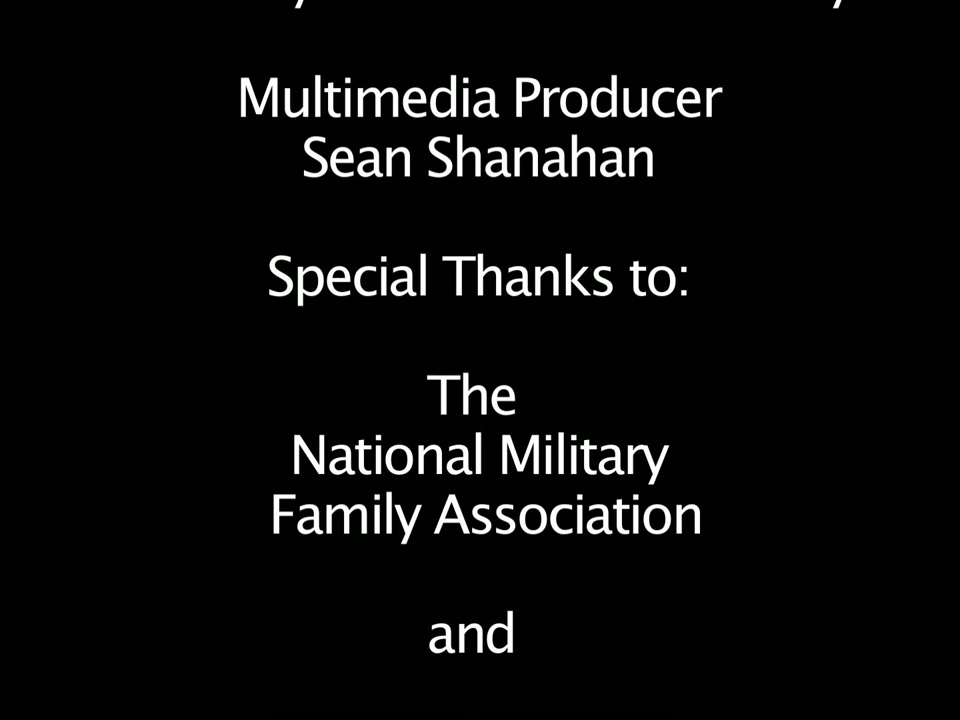 Multimedia Producer
Sean Shanahan
Special Thanks to:
The
National Military
Family Association
and